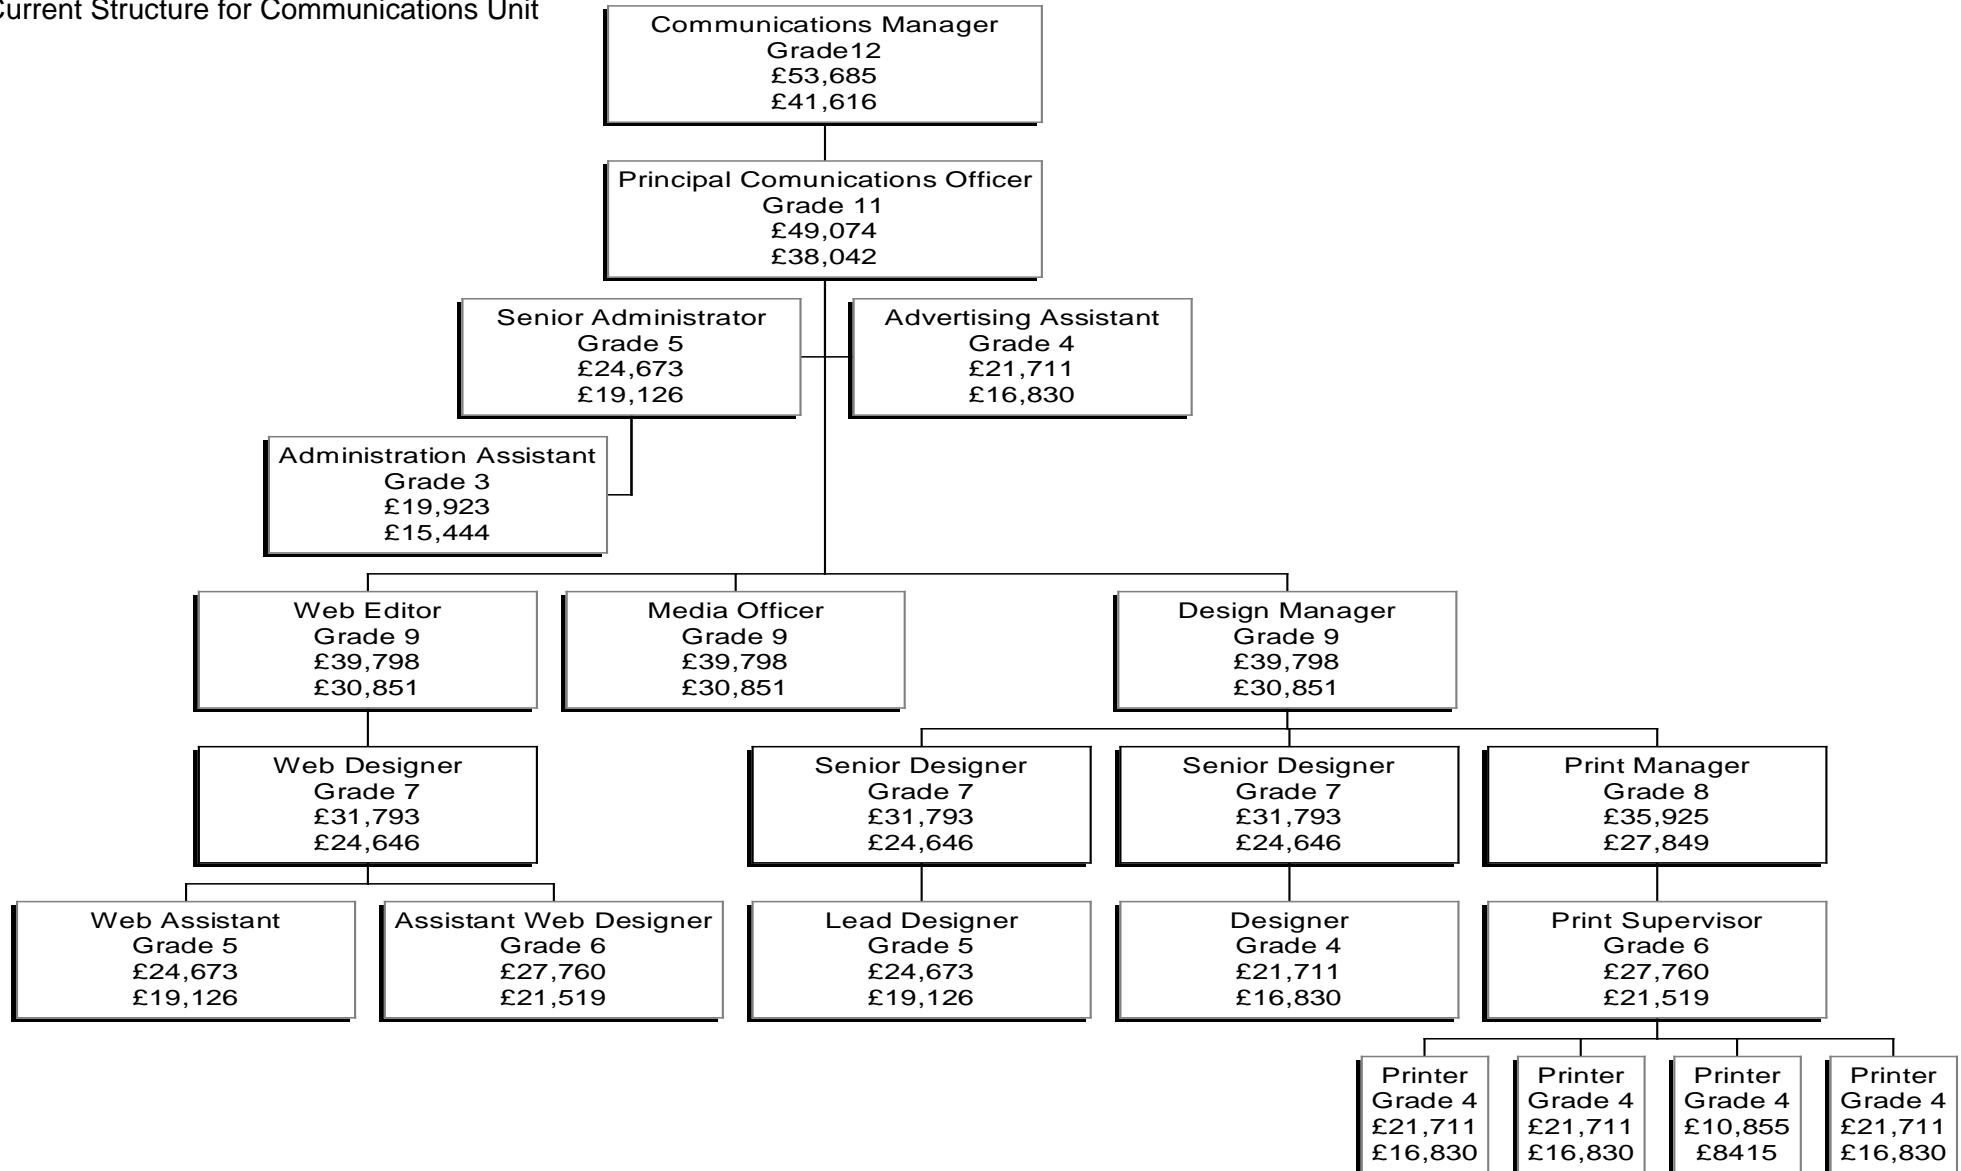 Current Structure for Communications Unit
Communications Manager
Grade12
£53,685
£41,616
Principal Comunications Officer
Grade 11
£49,074
£38,042
Senior Administrator
Grade 5
£24,673
£19,126
Advertising Assistant
Grade 4
£21,711
£16,830
Administration Assistant
Grade 3
£19,923
£15,444
Web Editor
Grade 9
£39,798
£30,851
Media Officer
Grade 9
£39,798
£30,851
Design Manager
Grade 9
£39,798
£30,851
Web Designer
Grade 7
£31,793
£24,646
Senior Designer
Grade 7
£31,793
£24,646
Senior Designer
Grade 7
£31,793
£24,646
Print Manager
Grade 8
£35,925
£27,849
Web Assistant
Grade 5
£24,673
£19,126
Assistant Web Designer
Grade 6
£27,760
£21,519
Lead Designer
Grade 5
£24,673
£19,126
Designer
Grade 4
£21,711
£16,830
Print Supervisor
Grade 6
£27,760
£21,519
Printer
Grade 4
£21,711
£16,830
Printer
Grade 4
£21,711
£16,830
Printer
Grade 4
£10,855
£8415
Printer
Grade 4
£21,711
£16,830